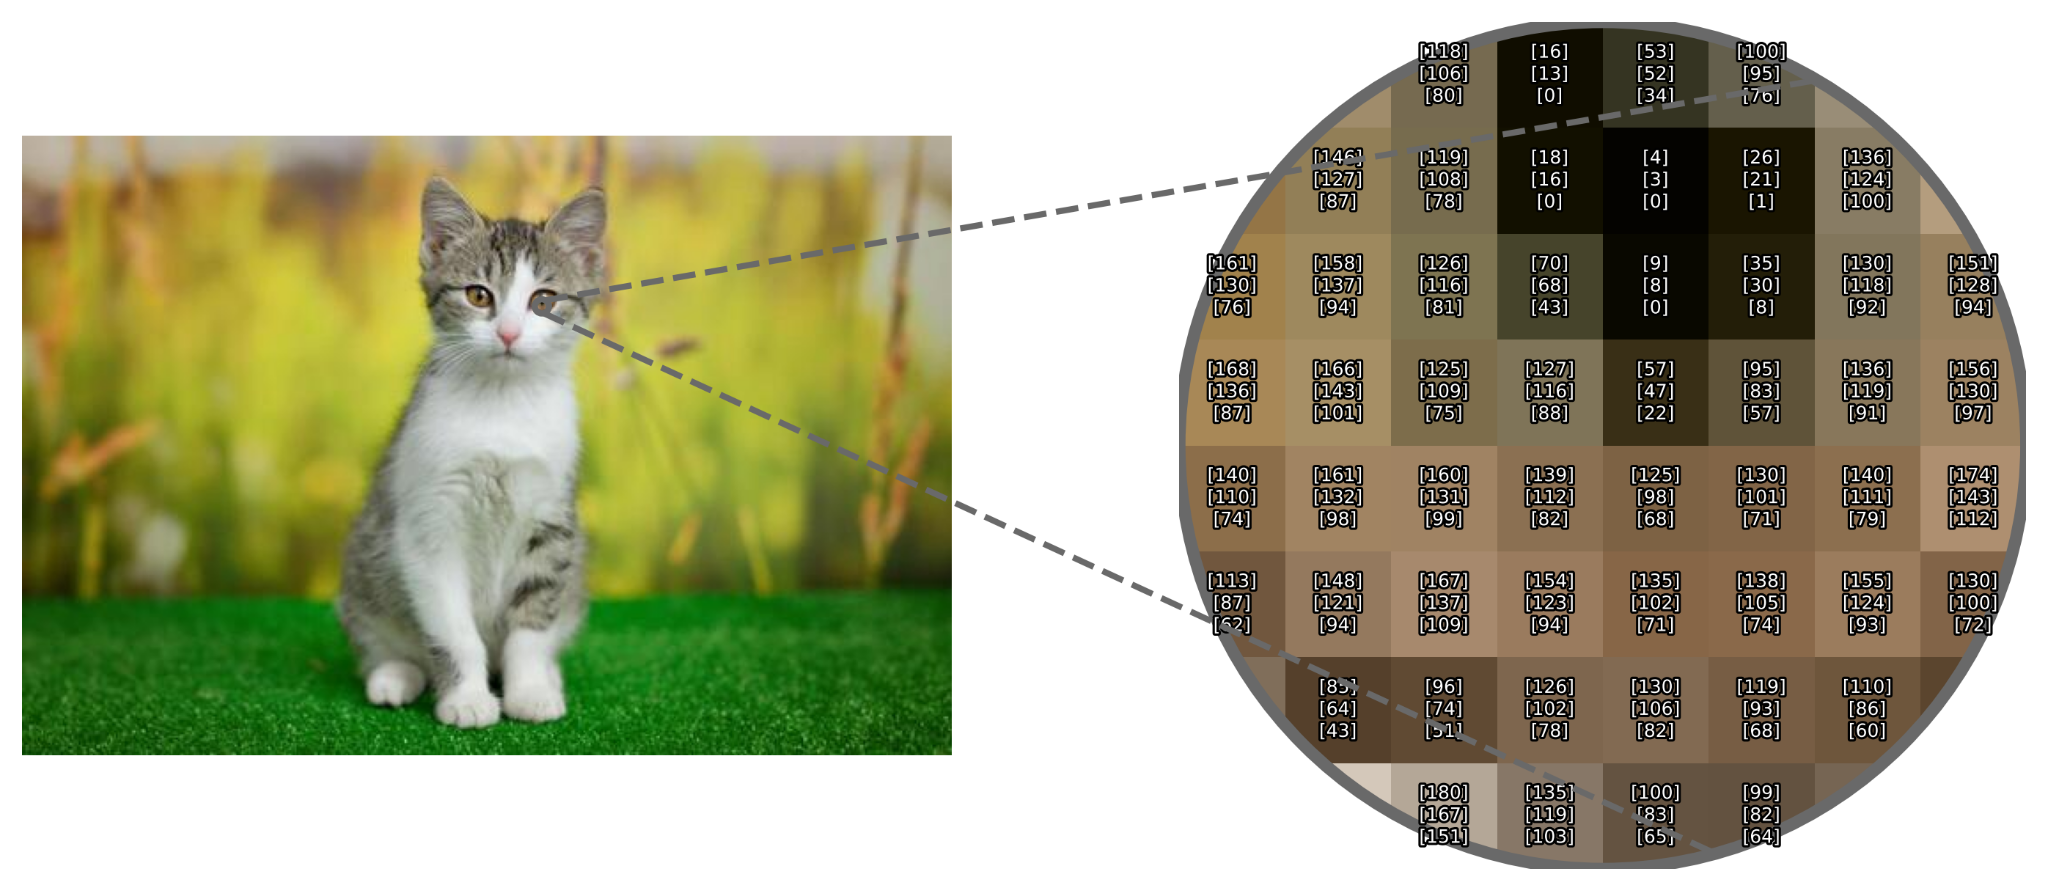 [118] [16] [53] [100]
[106] [13] [52] [95]
[80] [0] [34] [76]
[146] [119] [18] [4] [26] [136]
[127] [108] [16] [3] [21] [124]
[87] [78] [0] [0] [1] [100]
[161] [158] [126] [70] [9] [35] [130] [151]
[130] [137] [116] [68] [8] [30] [118] [128]
[76] [94] [81] [43] [0] [8] [92] [94]
[168] [166] [125] [127] [57] [95] [136] [156]
[136] [143] [109] [116] [47] [83] [119] [130]
[87] [101] [75] [88] [22] [57] [91] [97]
[140] [161] [160] [139] [125] [130] [140] [174]
[110] [132] [131] [112] [98] [101] [111] [143]
[74] [98] [99] [82] [68] [71] [79] [112]
[113] [148] [167] [154] [135] [138] [155] [130]
[87] [121] [137] [123] [102] [105] [124] [100]
[62] [94] [109] [94] [71] [74] [93] [72]
[96] [126] [130] [119] [110]
[64] [74] [102] [106] [93] [86]
[43] [51] [78] [82] [68] [60]
[180] [135] [100] [99]
[167] [119] [83] [82]
[151] [103] [65] [64]